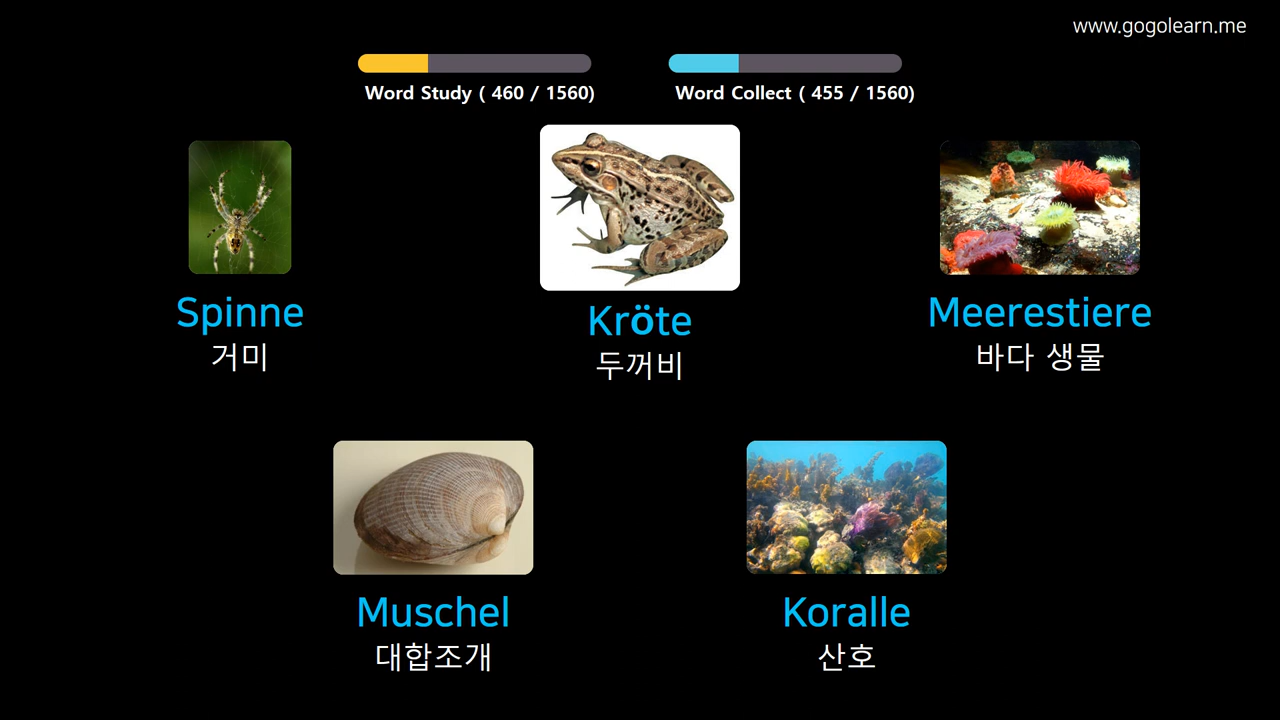 www.gogolearn.me
Word Study ( 460 / 1560)
Word Collect ( 455 / 1560)
Spinne
거미
Kröte
두꺼비
Meerestiere
바다 생물
Muschel
대합조개
Koralle
산호